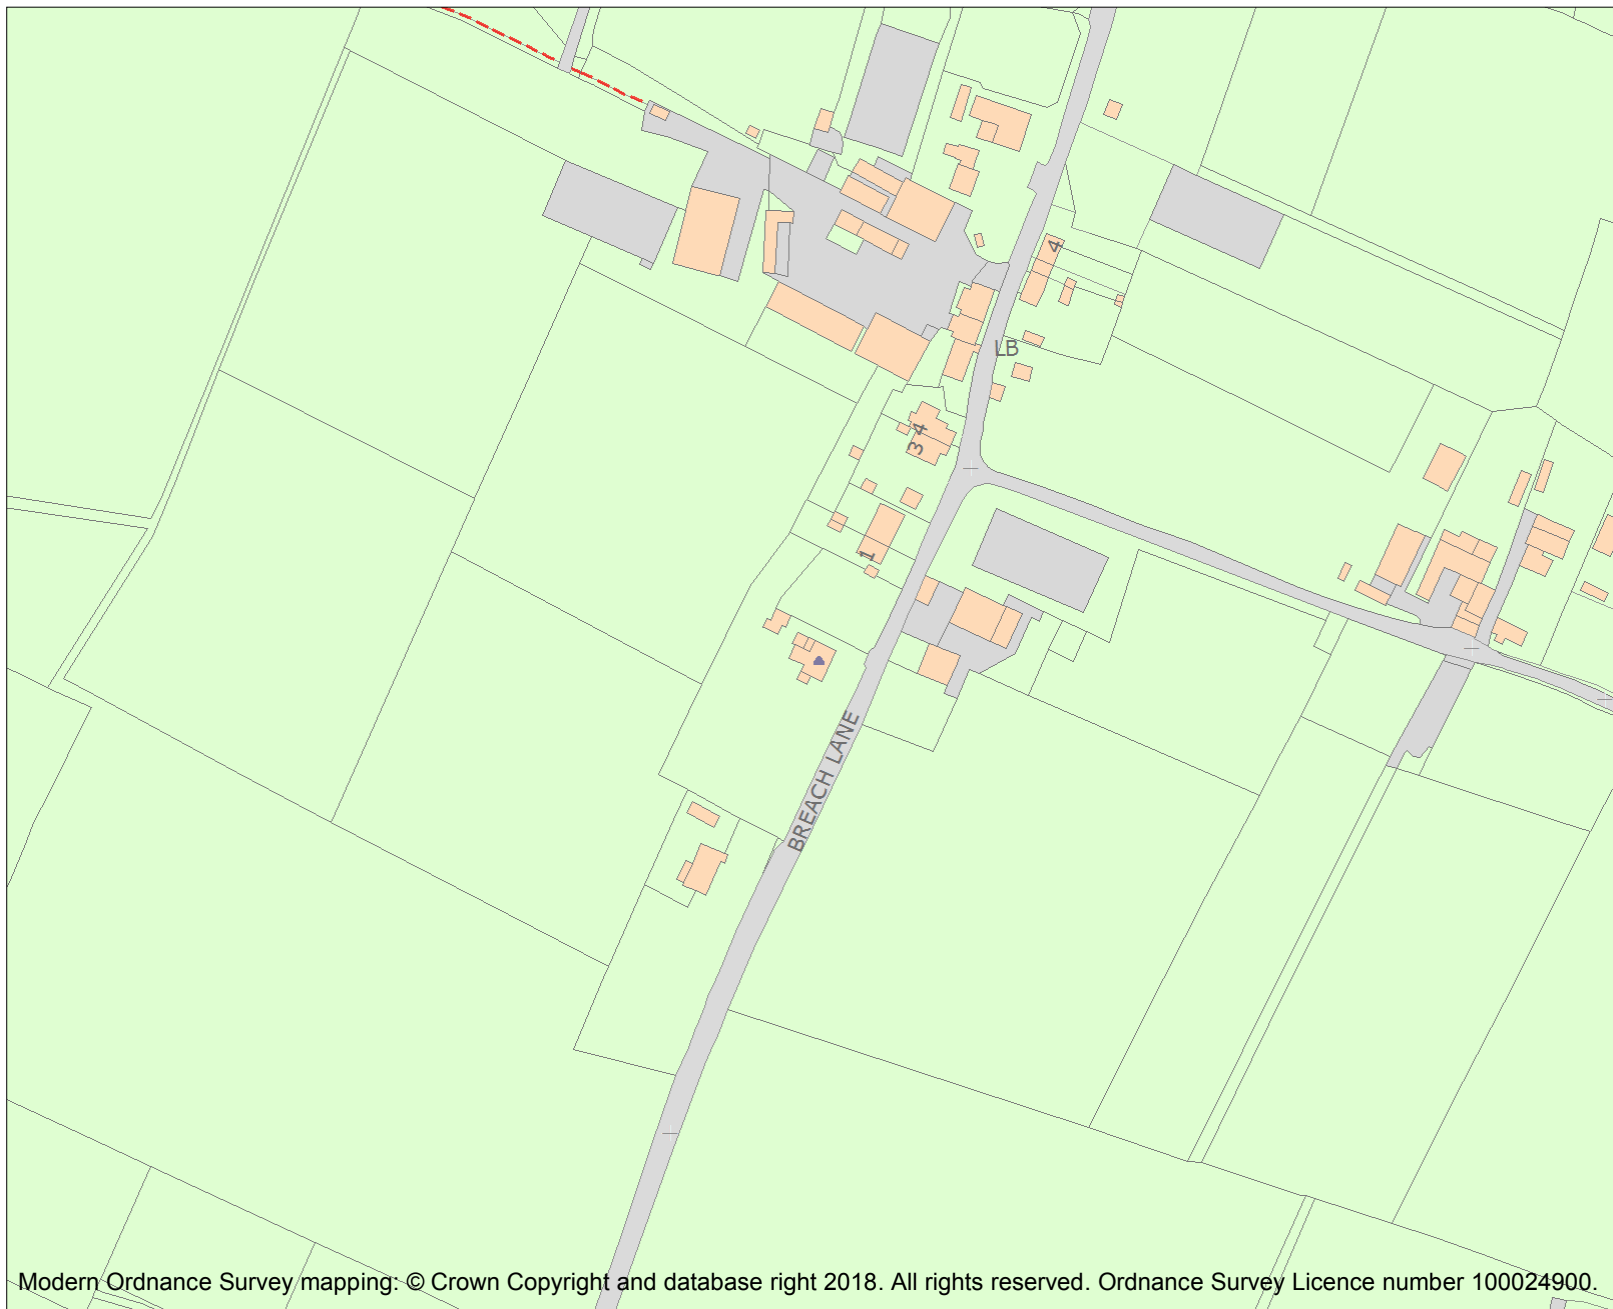 4
LB
3 4
1
BREACH LANE
Modern Ordnance Survey mapping: © Crown Copyright and database right 2018. All rights reserved. Ordnance Survey Licence number 100024900.